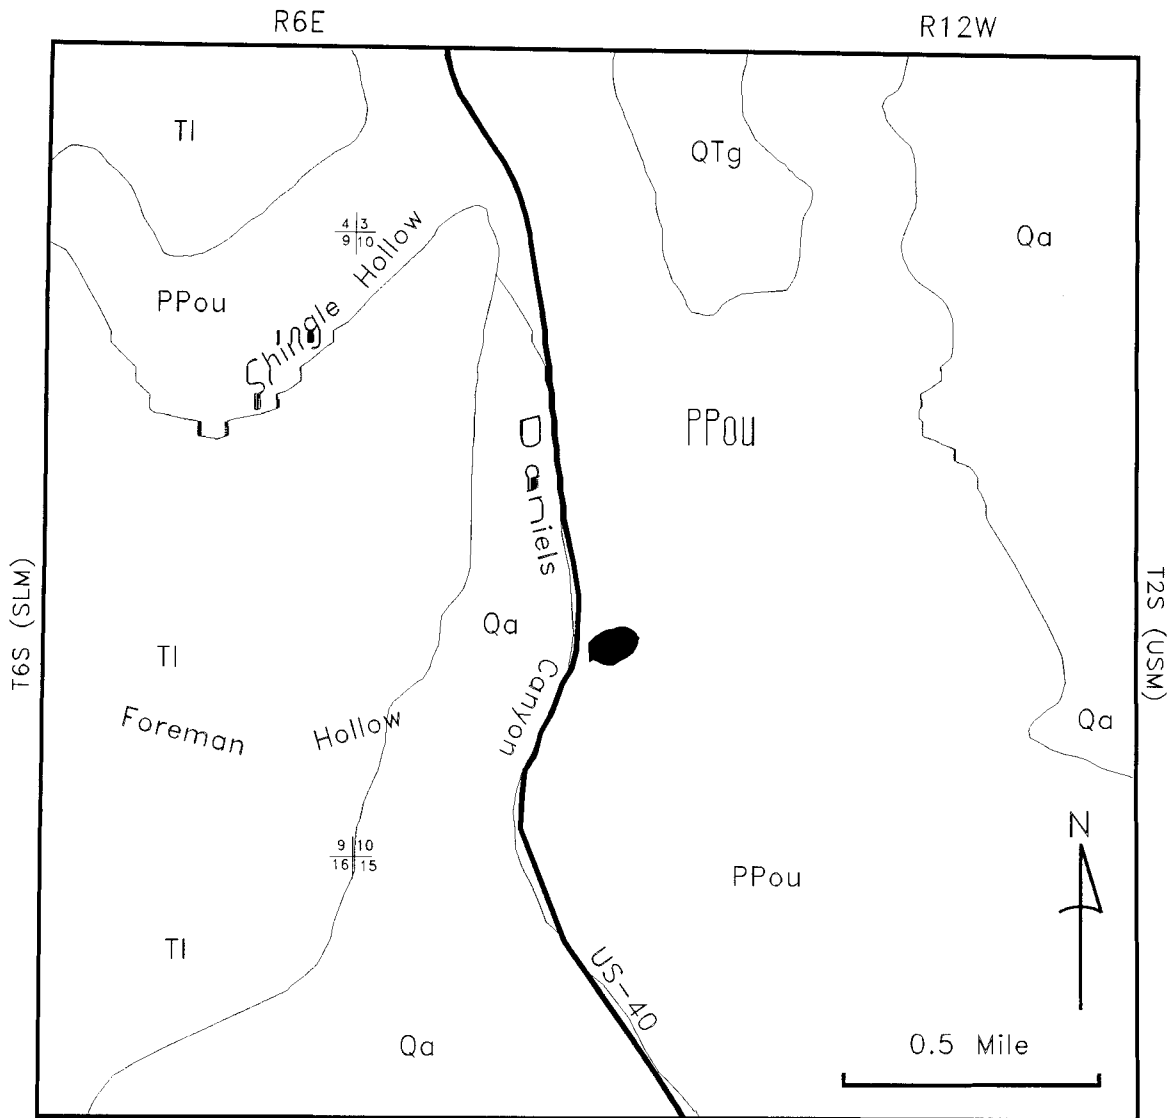 R6E
R12W
Tl
QTg
4 3
9 10
Qa
Shingle Hollow
PPou
PPou
Daniels
T6S (SLM)
T2S (USM)
Qa
Tl
Canyon
Foreman Hollow
Qa
N
9 10
16 15
PPou
Tl
US-40
Qa
0.5 Mile